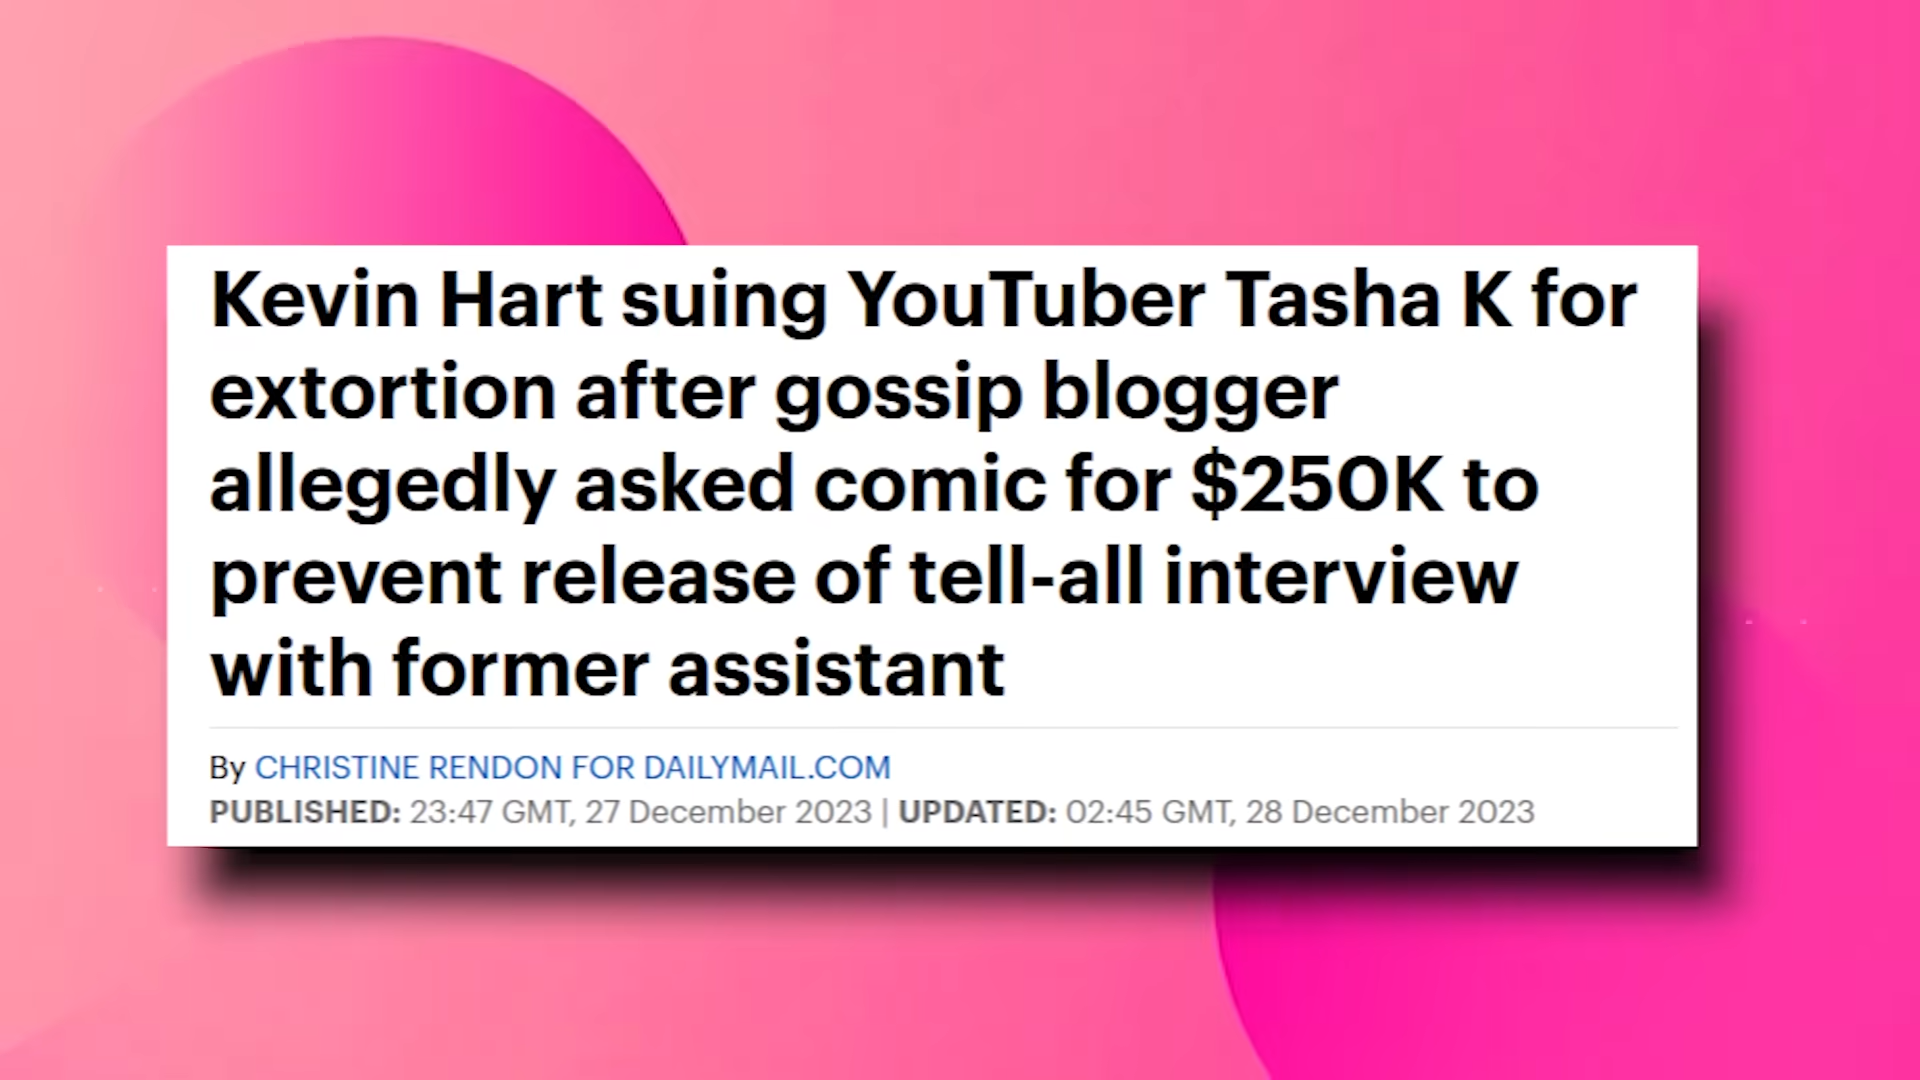 Kevin Hart suing YouTuber Tasha K for
extortion after gossip blogger
allegedly asked comic for $250K to
prevent release of tell-all interview
with former assistant
By CHRISTINE RENDON FOR DAILYMAIL.COM
PUBLISHED: 23:47 GMT, 27 December 2023 | UPDATED: 02:45 GMT, 28 December 2023